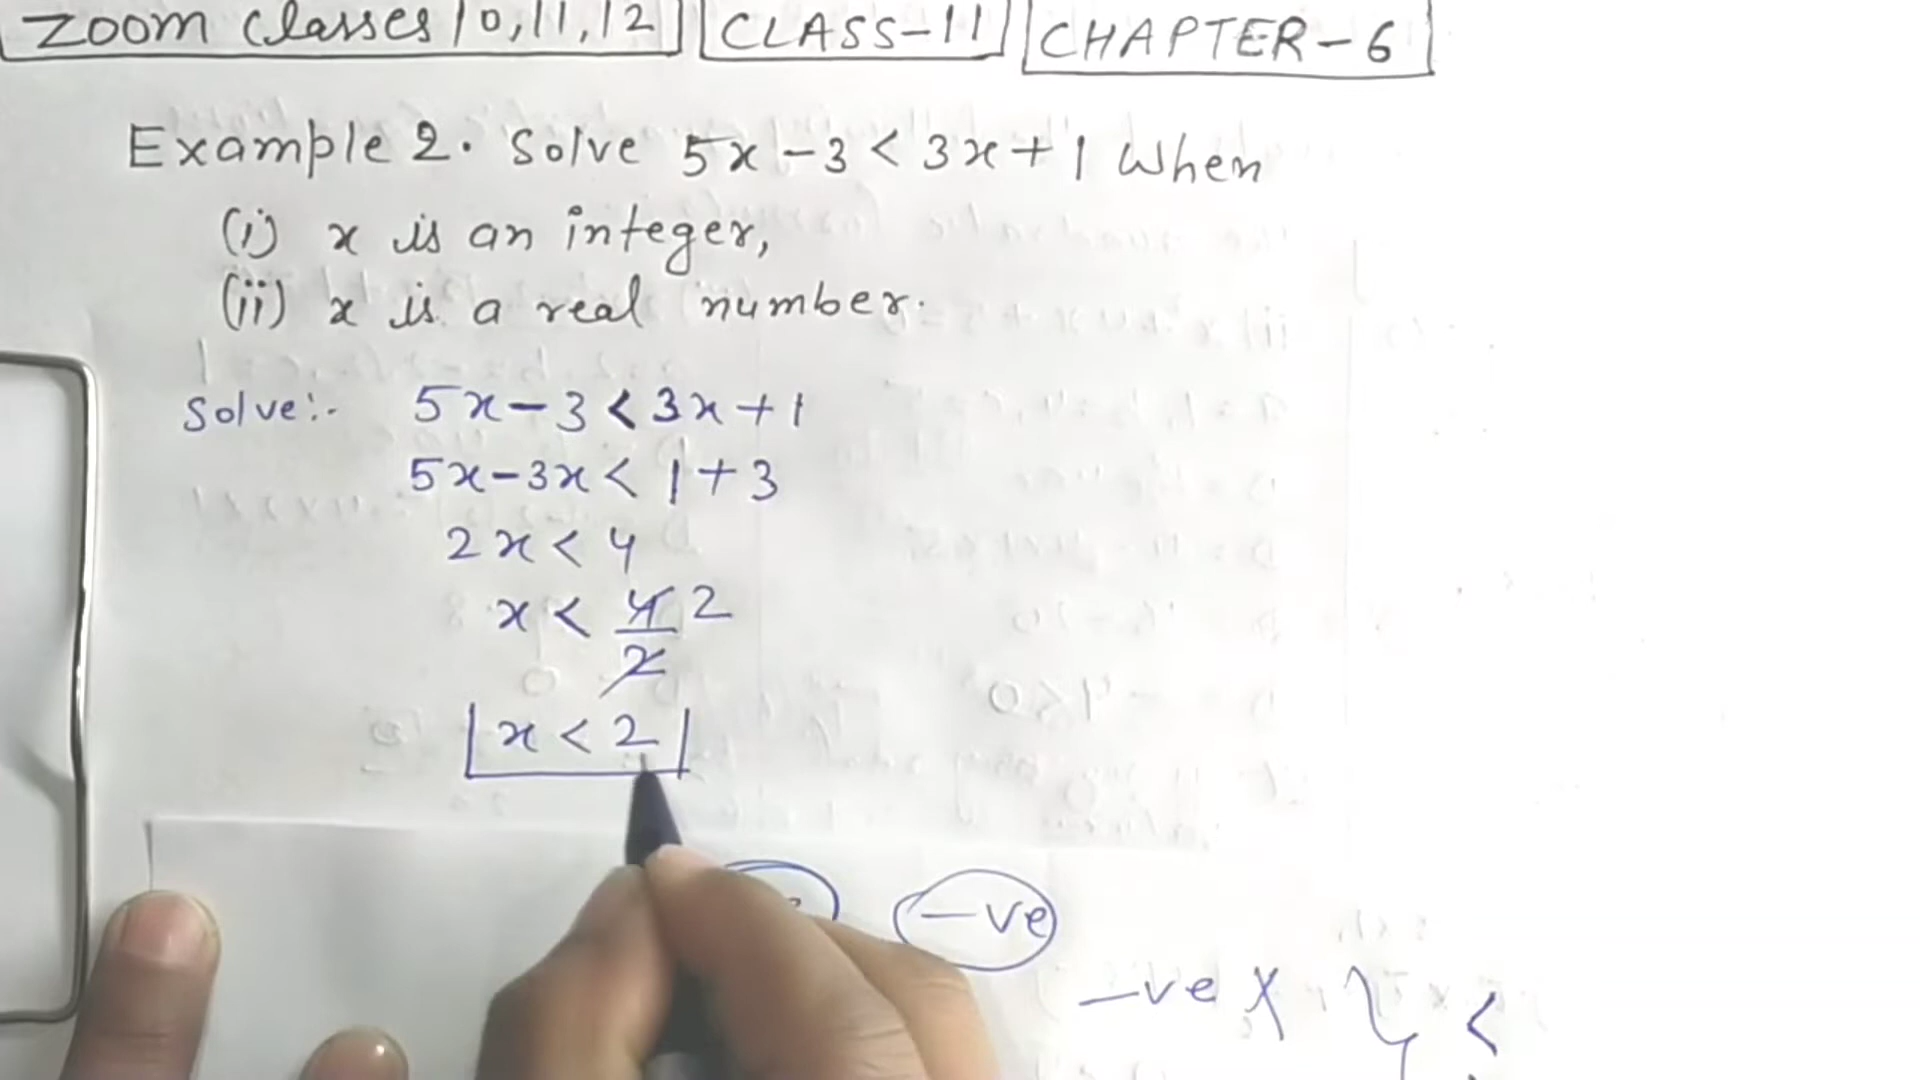 Zoom Classes 10,11,12 CLASS-11 CHAPTER-6
Example 2. Solve 5x-3<3x+1 When
(i) x is an integer,
(ii) x is a real number.
Solve:- 5x-3<3x+1
5x-3x<1+3
2x<4
x<4/2 2
x<2
-ve
-ve X <